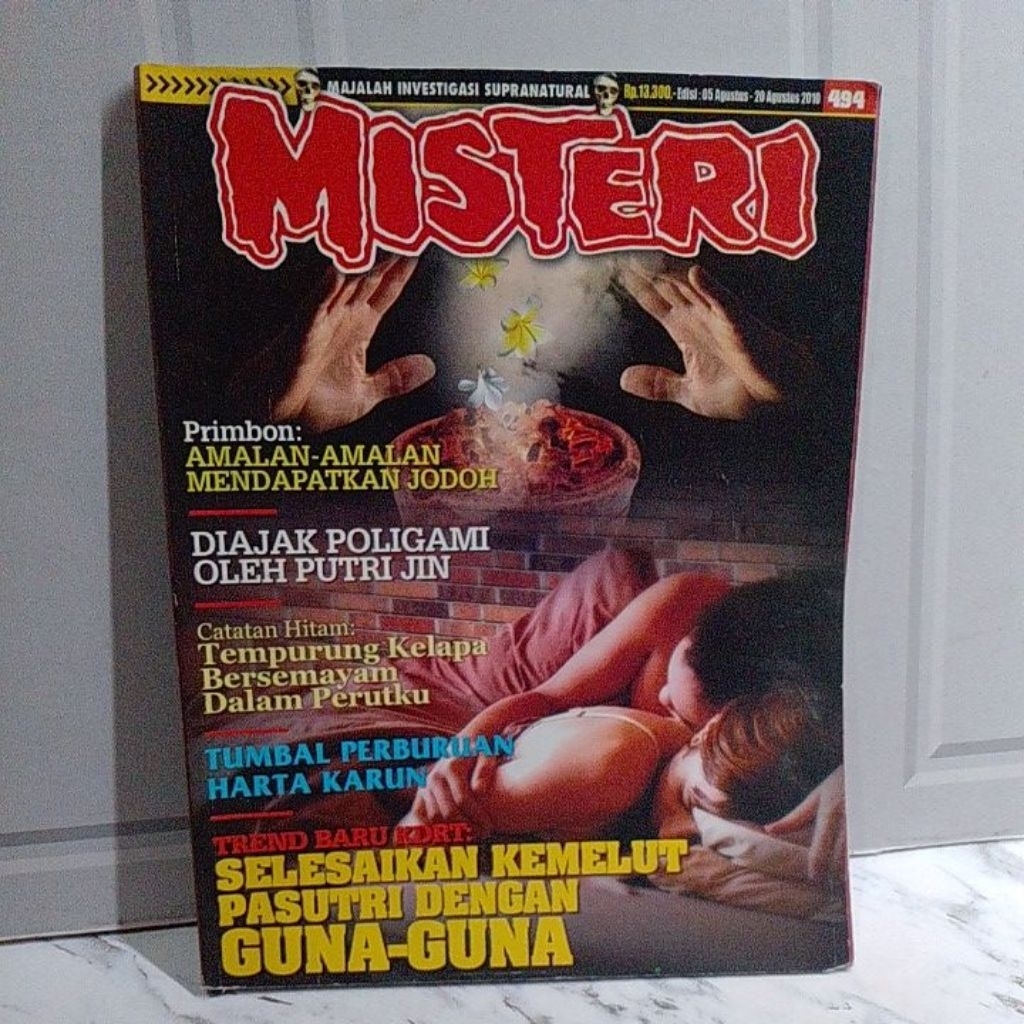 MAJALAH INVESTIGASI SUPRANATURAL Rp.13.300,- Edisi : 05 Agustus - 20 Agustus 2010 494
MISTERI
Primbon:
AMALAN-AMALAN
MENDAPATKAN JODOH
DIAJAK POLIGAMI
OLEH PUTRI JIN
Catatan Hitam:
Tempurung Kelapa
Bersemayam
Dalam Perutku
TUMBAL PERBURUAN
HARTA KARUN
TREND BARU KDRT:
SELESAIKAN KEMELUT
PASUTRI DENGAN
GUNA-GUNA